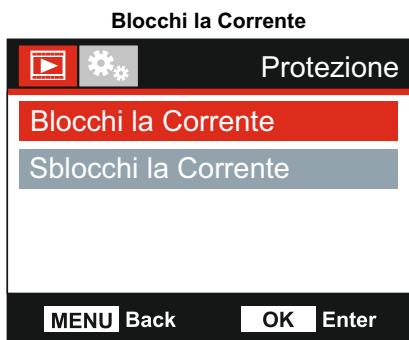 Blocchi la Corrente
Protezione
Blocchi la Corrente
Sblocchi la Corrente
MENU Back OK Enter